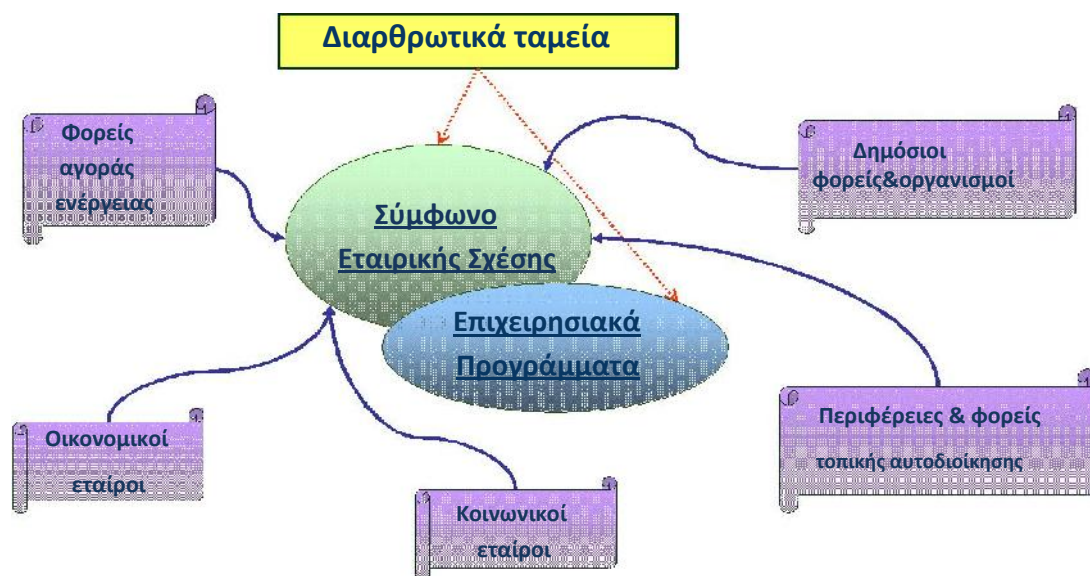 Διαρθρωτικά ταμεία
Φορείς
αγοράς
ενέργειας
Δημόσιοι
φορείς&οργανισμοί
Σύμφωνο
Εταιρικής Σχέσης
Επιχειρησιακά
Προγράμματα
Οικονομικοί
εταίροι
Κοινωνικοί
εταίροι
Περιφέρειες & φορείς
τοπικής αυτοδιοίκησης